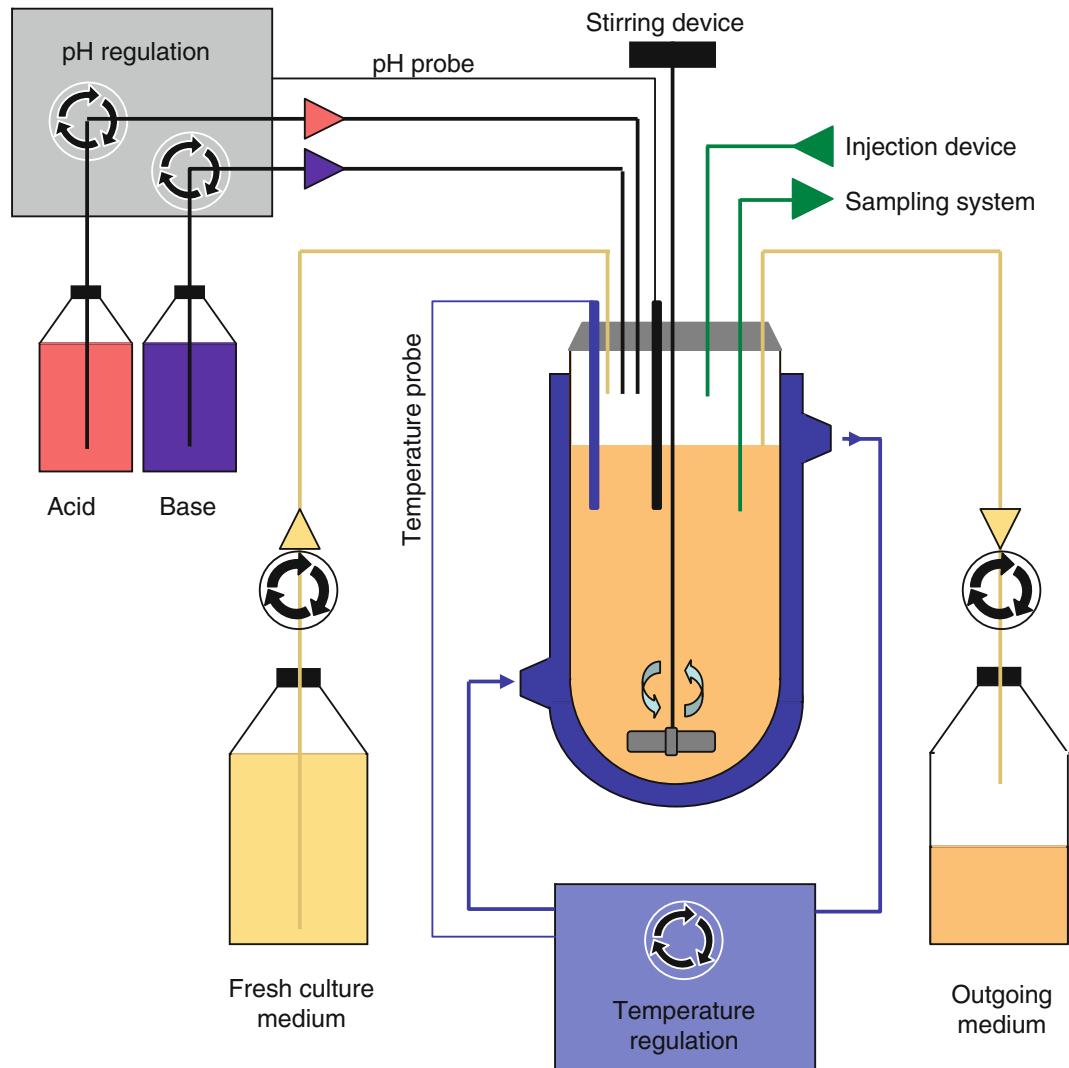 Stirring device
pH regulation
pH probe
Injection device
Sampling system
Temperature probe
Acid
Base
Fresh culture
medium
Temperature
regulation
Outgoing
medium